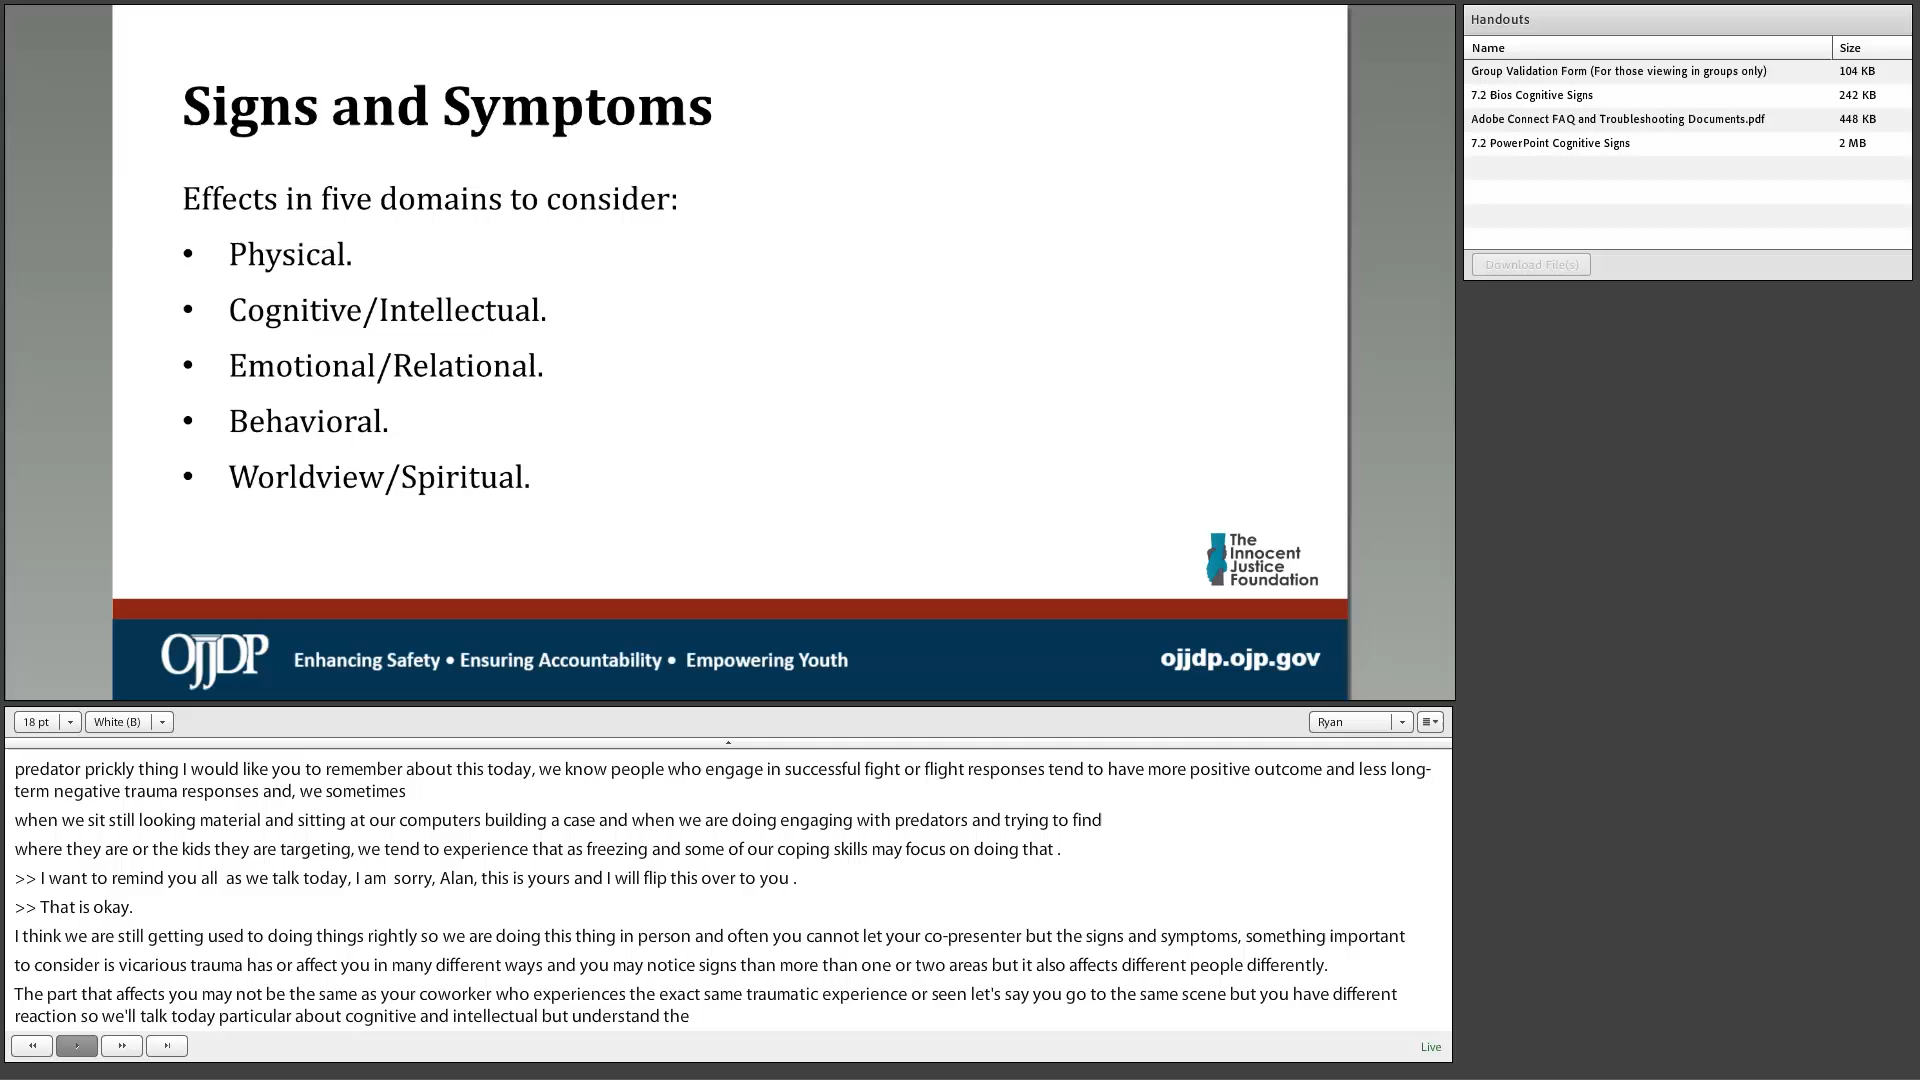 Signs and Symptoms
Effects in five domains to consider:
• Physical.
• Cognitive/Intellectual.
• Emotional/Relational.
• Behavioral.
• Worldview/Spiritual.
The
Innocent
Justice
Foundation
OJJDP
Enhancing Safety • Ensuring Accountability • Empowering Youth
ojjdp.ojp.gov
Handouts
Name Size
Group Validation Form (For those viewing in groups only) 104 KB
7.2 Bios Cognitive Signs 242 KB
Adobe Connect FAQ and Troubleshooting Documents.pdf 448 KB
7.2 PowerPoint Cognitive Signs 2 MB
Download File(s)
18 pt White (B) Ryan
predator prickly thing I would like you to remember about this today, we know people who engage in successful fight or flight responses tend to have more positive outcome and less long-
term negative trauma responses and, we sometimes
when we sit still looking material and sitting at our computers building a case and when we are doing engaging with predators and trying to find
where they are or the kids they are targeting, we tend to experience that as freezing and some of our coping skills may focus on doing that .
>> I want to remind you all as we talk today, I am sorry, Alan, this is yours and I will flip this over to you .
>> That is okay.
I think we are still getting used to doing things rightly so we are doing this thing in person and often you cannot let your co-presenter but the signs and symptoms, something important
to consider is vicarious trauma has or affect you in many different ways and you may notice signs than more than one or two areas but it also affects different people differently.
The part that affects you may not be the same as your coworker who experiences the exact same traumatic experience or seen let's say you go to the same scene but you have different
reaction so we'll talk today particular about cognitive and intellectual but understand the
Live